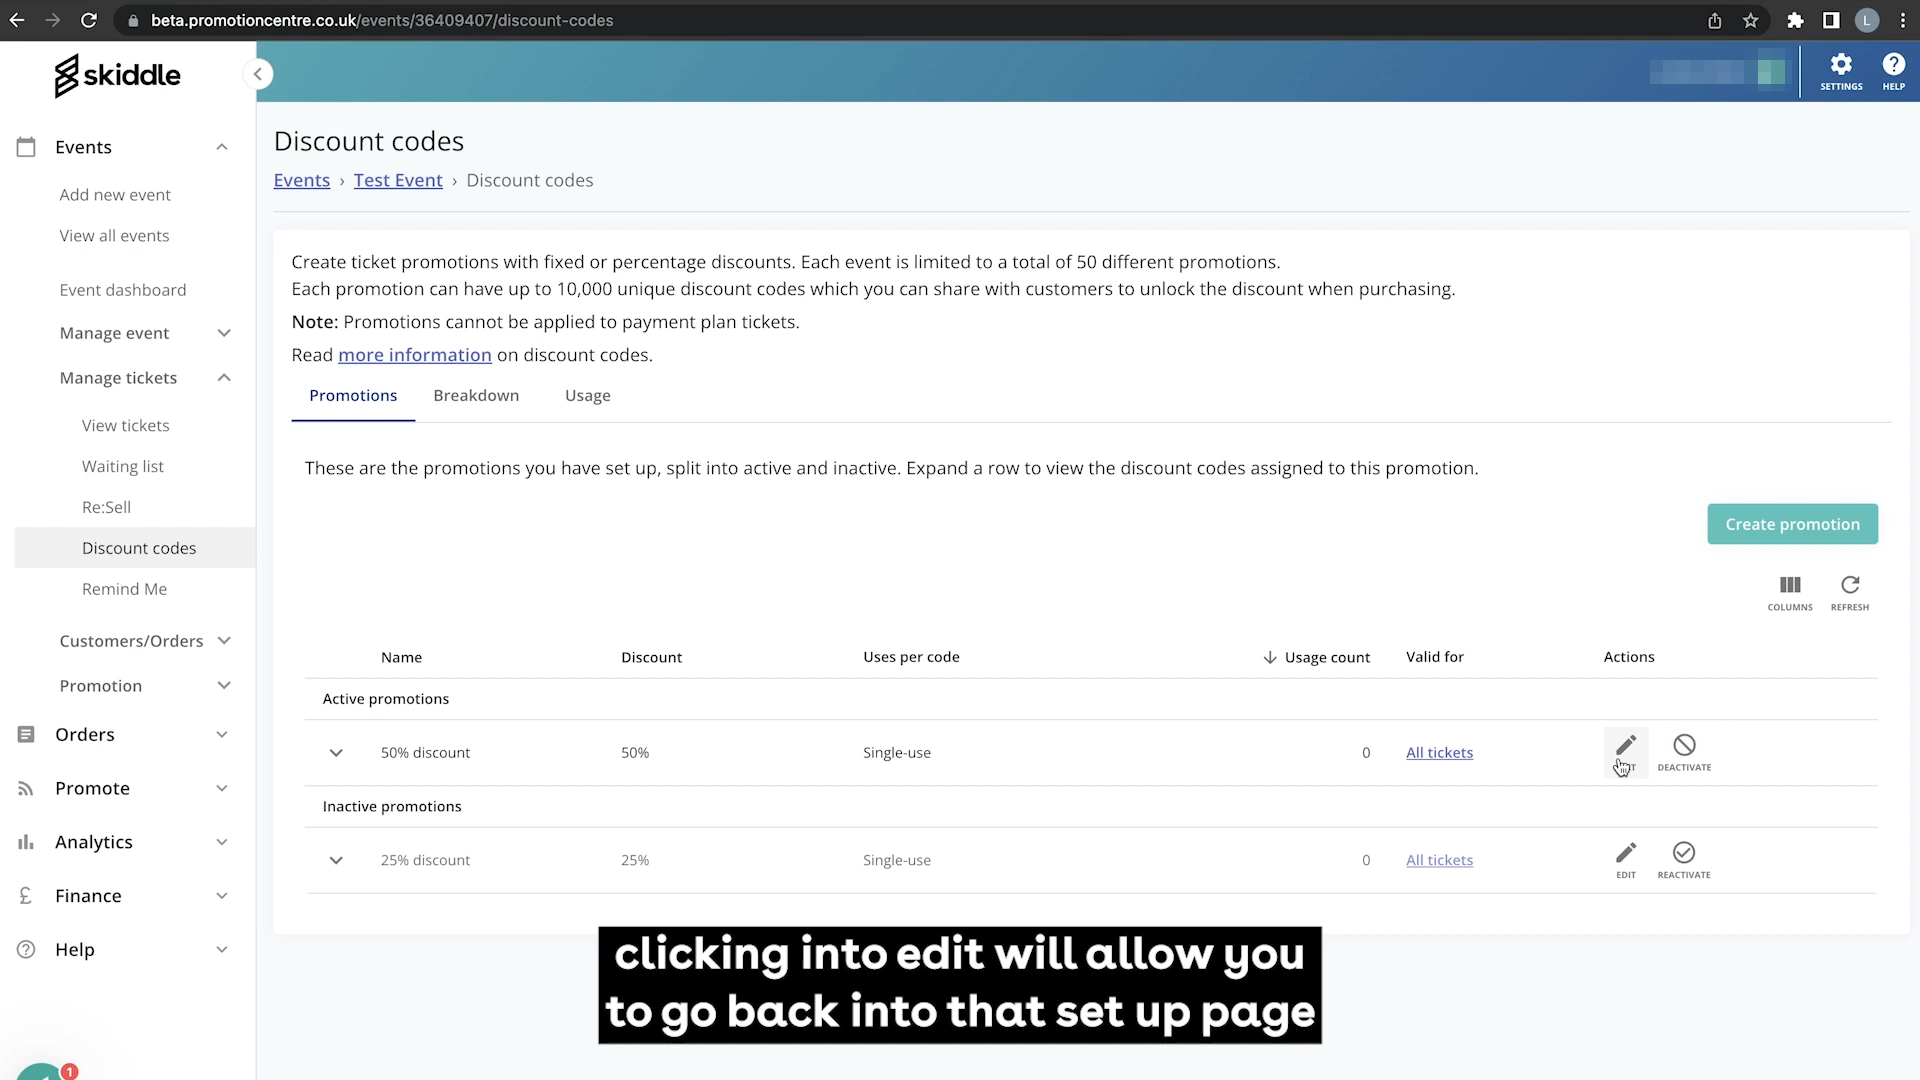 beta.promotioncentre.co.uk/events/36409407/discount-codes
L
skiddle
SETTINGS
HELP
Events
Add new event
View all events
Event dashboard
Manage event
Manage tickets
View tickets
Waiting list
Re:Sell
Discount codes
Remind Me
Customers/Orders
Promotion
Orders
Promote
Analytics
Finance
Help
1
Discount codes
Events › Test Event › Discount codes
Create ticket promotions with fixed or percentage discounts. Each event is limited to a total of 50 different promotions.
Each promotion can have up to 10,000 unique discount codes which you can share with customers to unlock the discount when purchasing.
Note: Promotions cannot be applied to payment plan tickets.
Read more information on discount codes.
Promotions Breakdown Usage
These are the promotions you have set up, split into active and inactive. Expand a row to view the discount codes assigned to this promotion.
Create promotion
COLUMNS REFRESH
Name Discount Uses per code Usage count Valid for Actions
Active promotions
50% discount 50% Single-use 0 All tickets DEACTIVATE
Inactive promotions
25% discount 25% Single-use 0 All tickets EDIT REACTIVATE
clicking into edit will allow you
to go back into that set up page